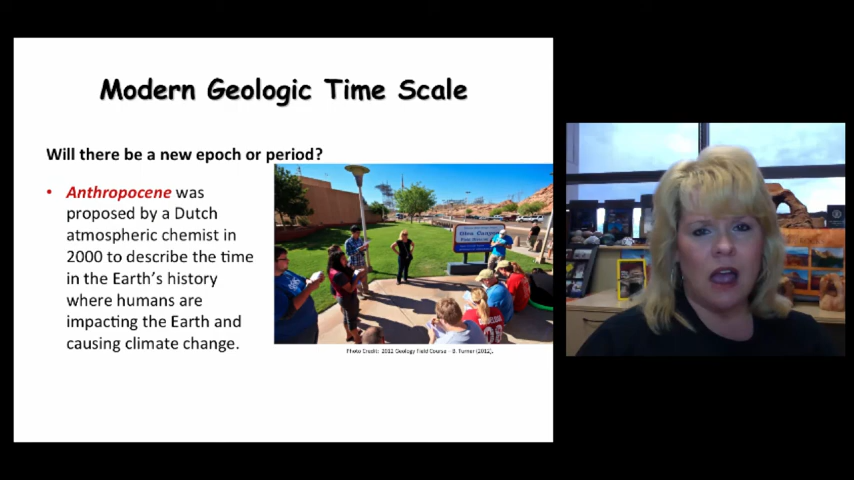 Modern Geologic Time Scale
Will there be a new epoch or period?
• Anthropocene was
proposed by a Dutch
atmospheric chemist in
2000 to describe the time
in the Earth's history
where humans are
impacting the Earth and
causing climate change.
Photo Credit: 2012 Geology Field Course – B. Turner (2012).